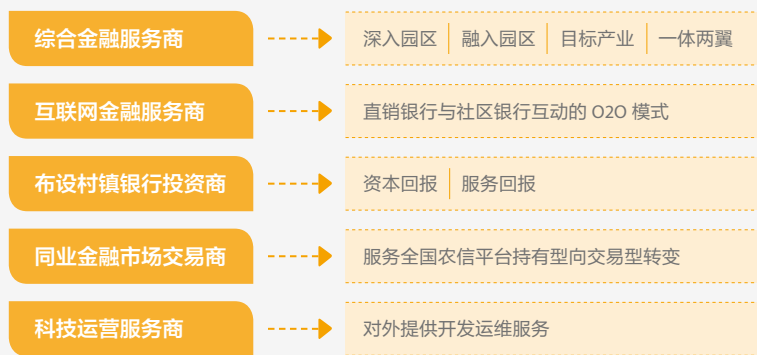 综合金融服务商
深入园区 融入园区 目标产业 一体两翼
互联网金融服务商
直销银行与社区银行互动的 O2O 模式
布设村镇银行投资商
资本回报 服务回报
同业金融市场交易商
服务全国农信平台持有型向交易型转变
科技运营服务商
对外提供开发运维服务